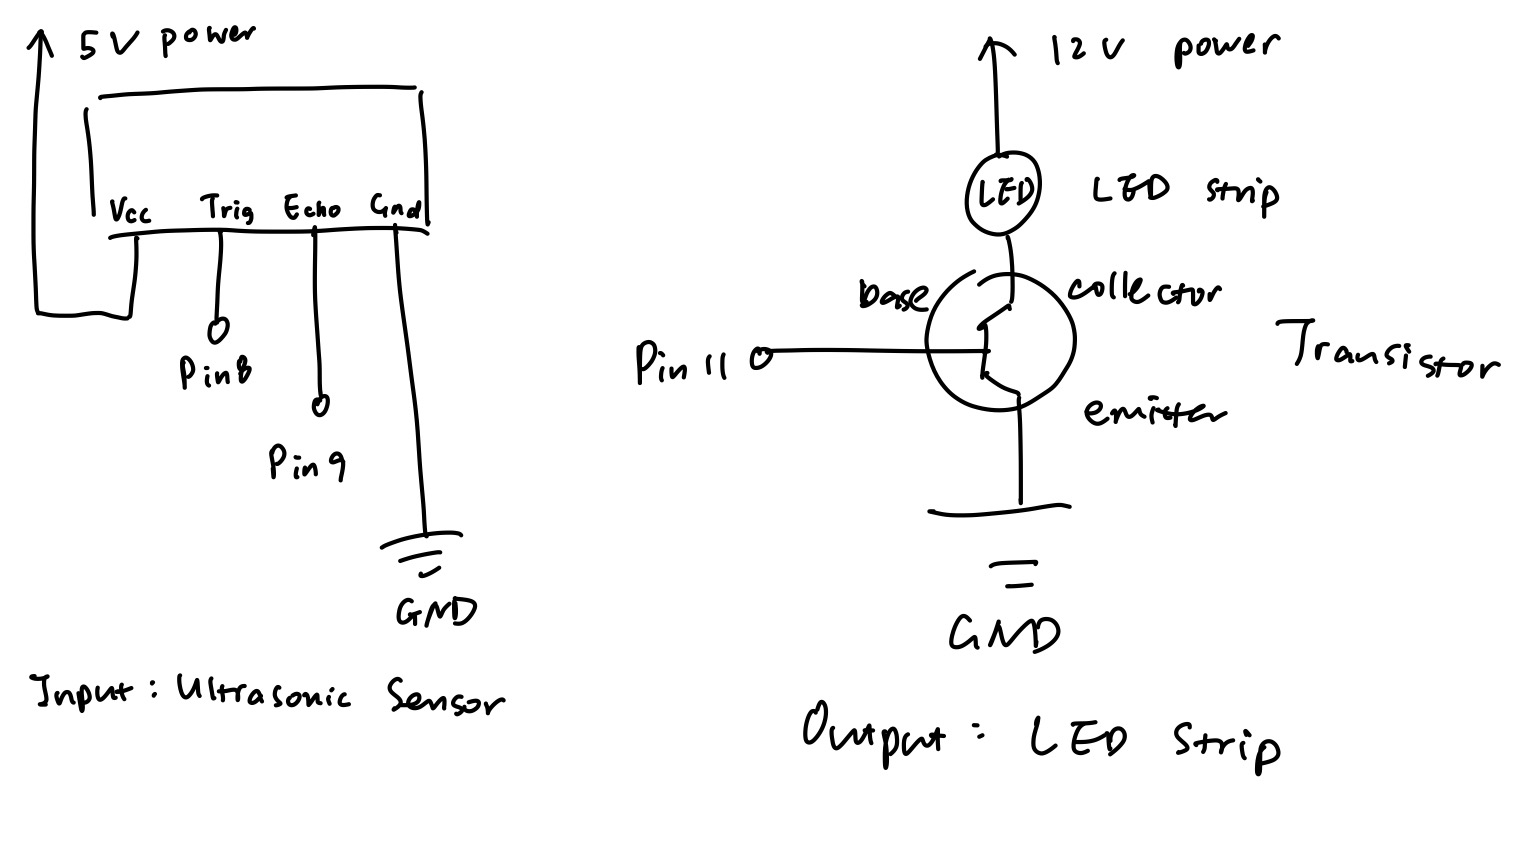 5V power
Vcc Trig Echo Gnd
Pin8
Pin9
GND
Input: Ultrasonic Sensor
12V power
LED LED strip
base collector
Pin 11
Transistor
emitter
GND
Output: LED Strip